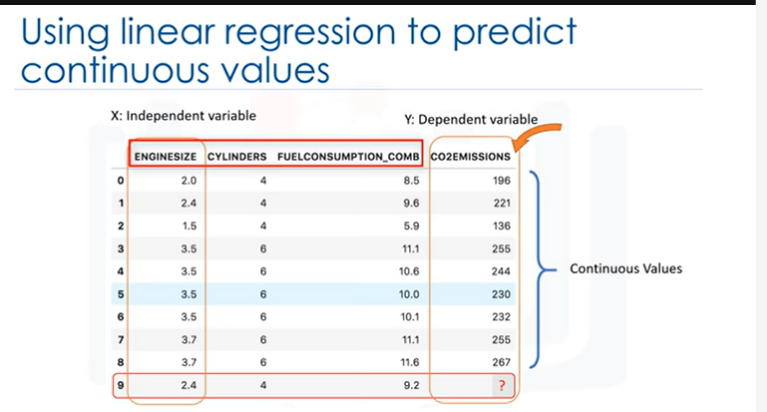 Using linear regression to predict
continuous values
X: Independent variable
Y: Dependent variable
ENGINESIZE CYLINDERS FUELCONSUMPTION_COMB CO2EMISSIONS
0 2.0 4 8.5 196
1 2.4 4 9.6 221
2 1.5 4 5.9 136
3 3.5 6 11.1 255
4 3.5 6 10.6 244
5 3.5 6 10.0 230
6 3.5 6 10.1 232
7 3.7 6 11.1 255
8 3.7 6 11.6 267
9 2.4 4 9.2 ?
Continuous Values